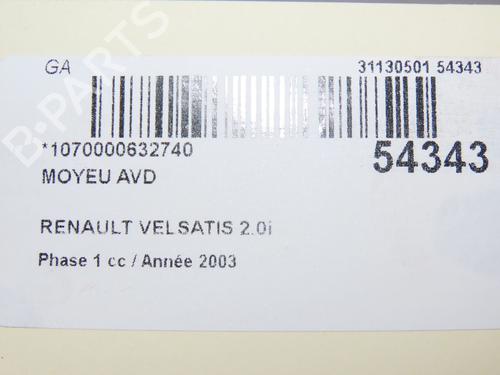 GA
31130501 54343
*1070000632740
54343
MOYEU AVD
RENAULT VELSATIS 2.0i
Phase 1 cc / Année 2003
B-PARTS